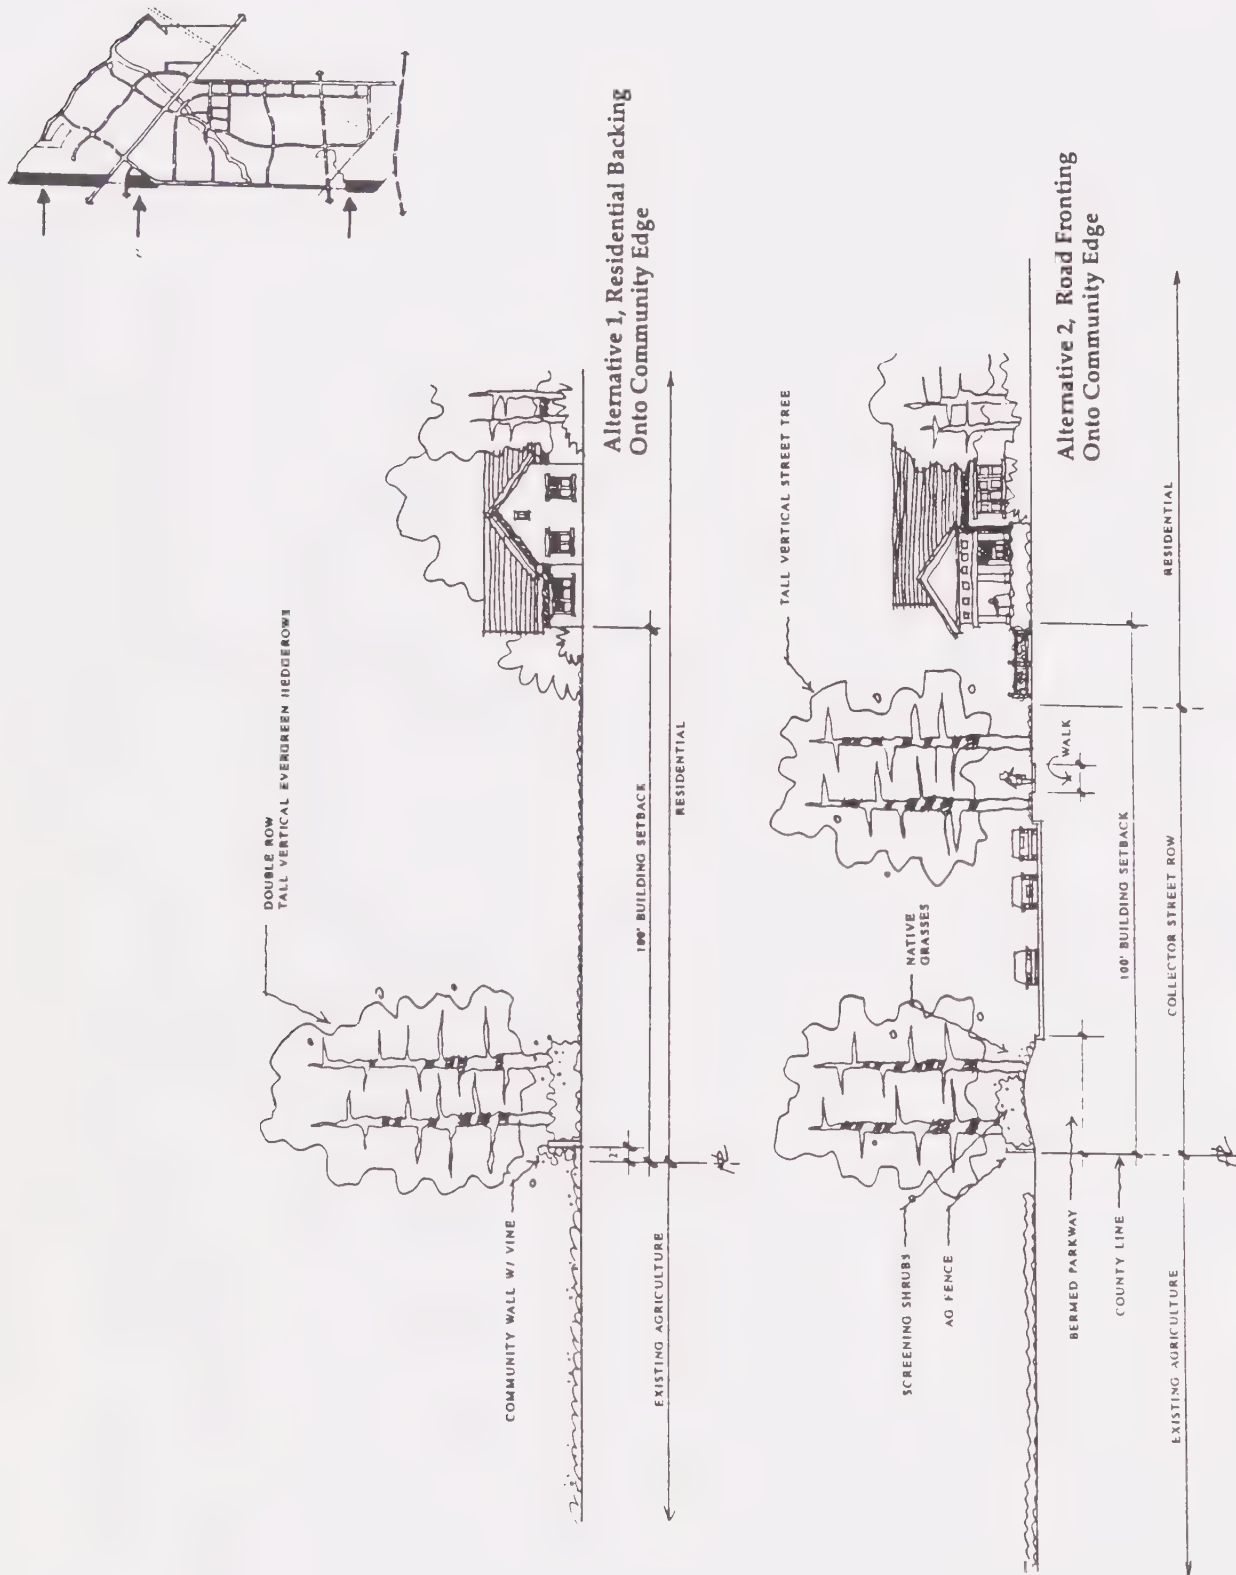 DOUBLE ROW
TALL VERTICAL EVERGREEN HEDGEROWS
COMMUNITY WALL W/ VINE
2'
100' BUILDING SETBACK
EXISTING AGRICULTURE
RESIDENTIAL
Alternative 1, Residential Backing
Onto Community Edge
TALL VERTICAL STREET TREE
NATIVE
GRASSES
SCREENING SHRUBS
AG FENCE
WALK
BERMED PARKWAY
COUNTY LINE
100' BUILDING SETBACK
EXISTING AGRICULTURE
COLLECTOR STREET ROW
RESIDENTIAL
Alternative 2, Road Fronting
Onto Community Edge